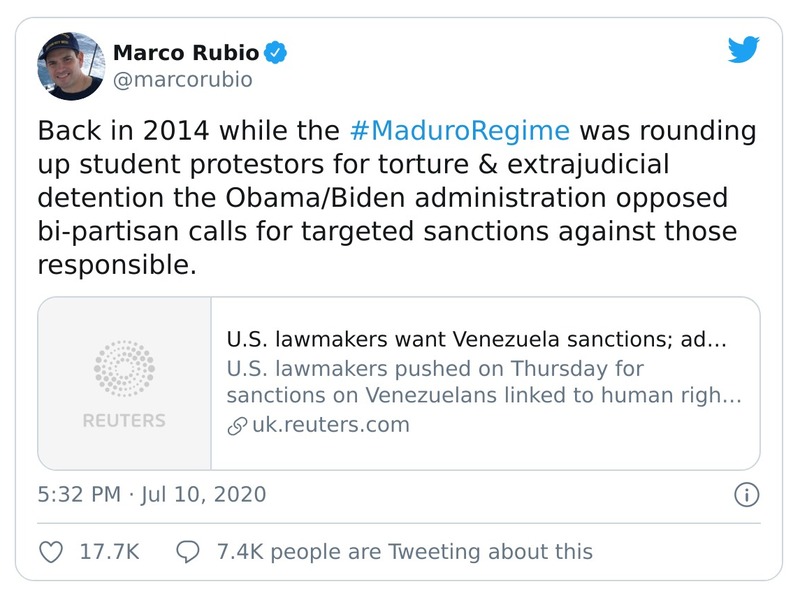 Marco Rubio
@marcorubio
Back in 2014 while the #MaduroRegime was rounding
up student protestors for torture & extrajudicial
detention the Obama/Biden administration opposed
bi-partisan calls for targeted sanctions against those
responsible.
REUTERS
U.S. lawmakers want Venezuela sanctions; ad...
U.S. lawmakers pushed on Thursday for
sanctions on Venezuelans linked to human righ...
uk.reuters.com
5:32 PM · Jul 10, 2020
17.7K 7.4K people are Tweeting about this